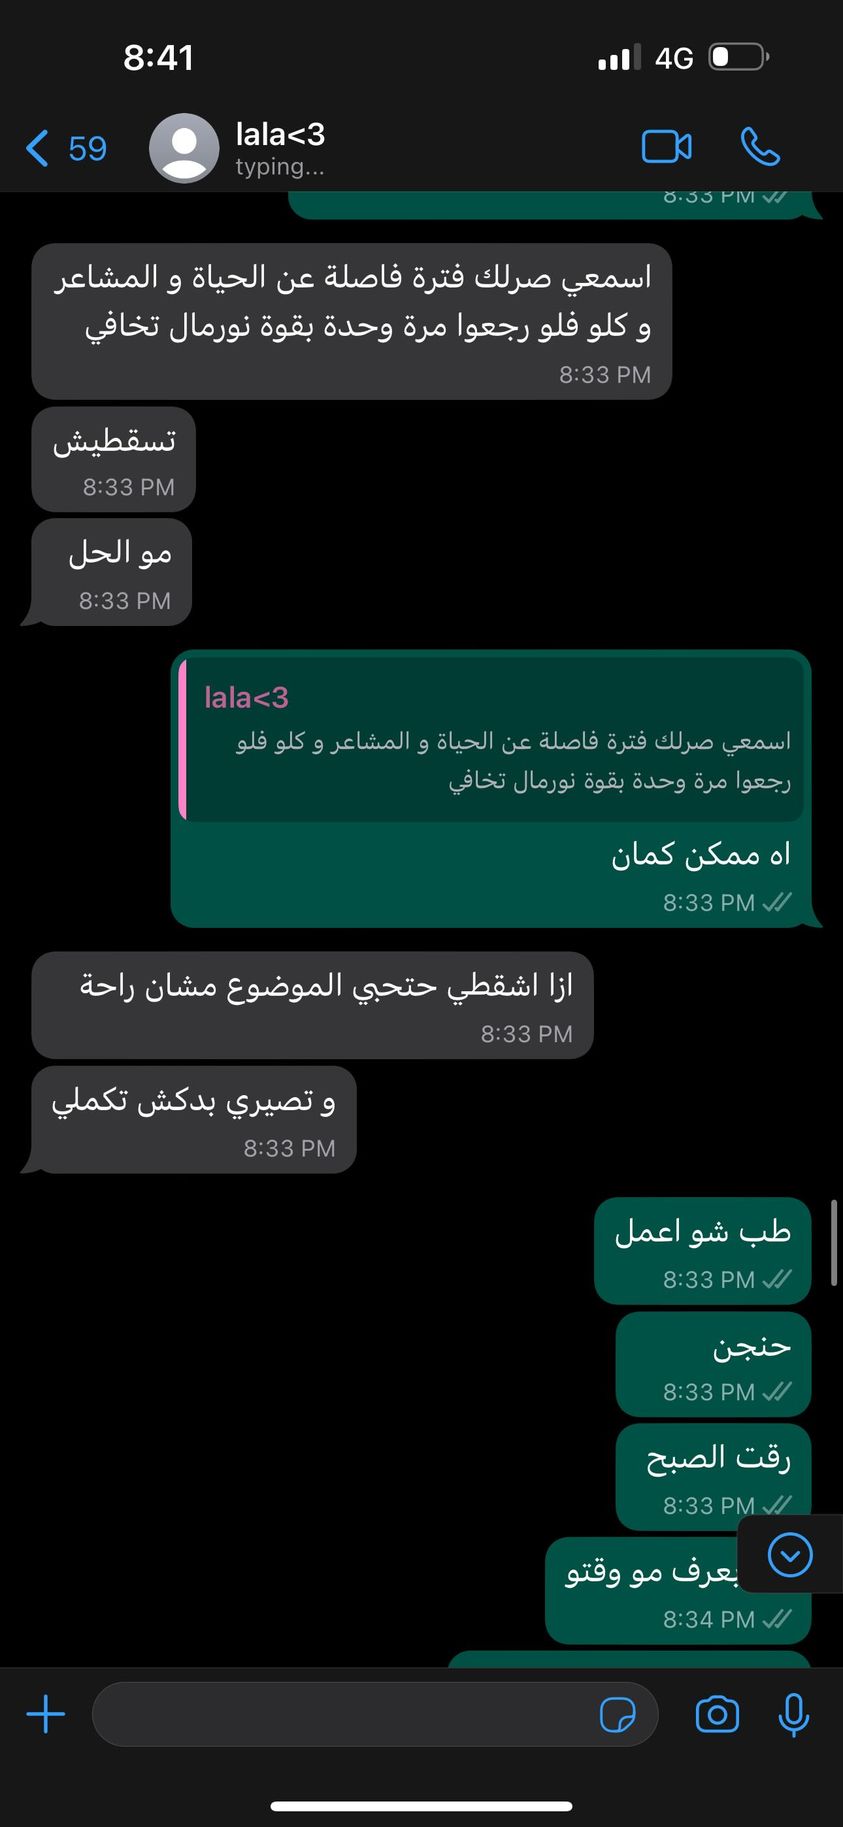 8:41
4G
59
lala<3
typing...
8:33 PM
اسمعي صرلك فترة فاصلة عن الحياة و المشاعر
و كلو فلو رجعوا مرة وحدة بقوة نورمال تخافي
8:33 PM
تسقطيش
8:33 PM
مو الحل
8:33 PM
lala<3
اسمعي صرلك فترة فاصلة عن الحياة و المشاعر و كلو فلو
رجعوا مرة وحدة بقوة نورمال تخافي
اه ممكن كمان
8:33 PM
ازا اشقطي حتحبي الموضوع مشان راحة
8:33 PM
و تصيري بدكش تكملي
8:33 PM
طب شو اعمل
8:33 PM
حنجن
8:33 PM
رقت الصبح
8:33 PM
بعرف مو وقتو
8:34 PM